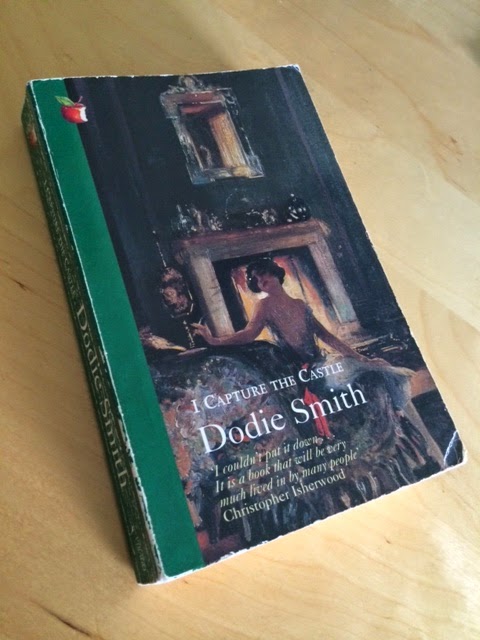 I CAPTURE THE CASTLE
Dodie Smith
'I couldn't put it down.
It is a book that will be very
much lived in by many people'
Christopher Isherwood
Dodie Smith